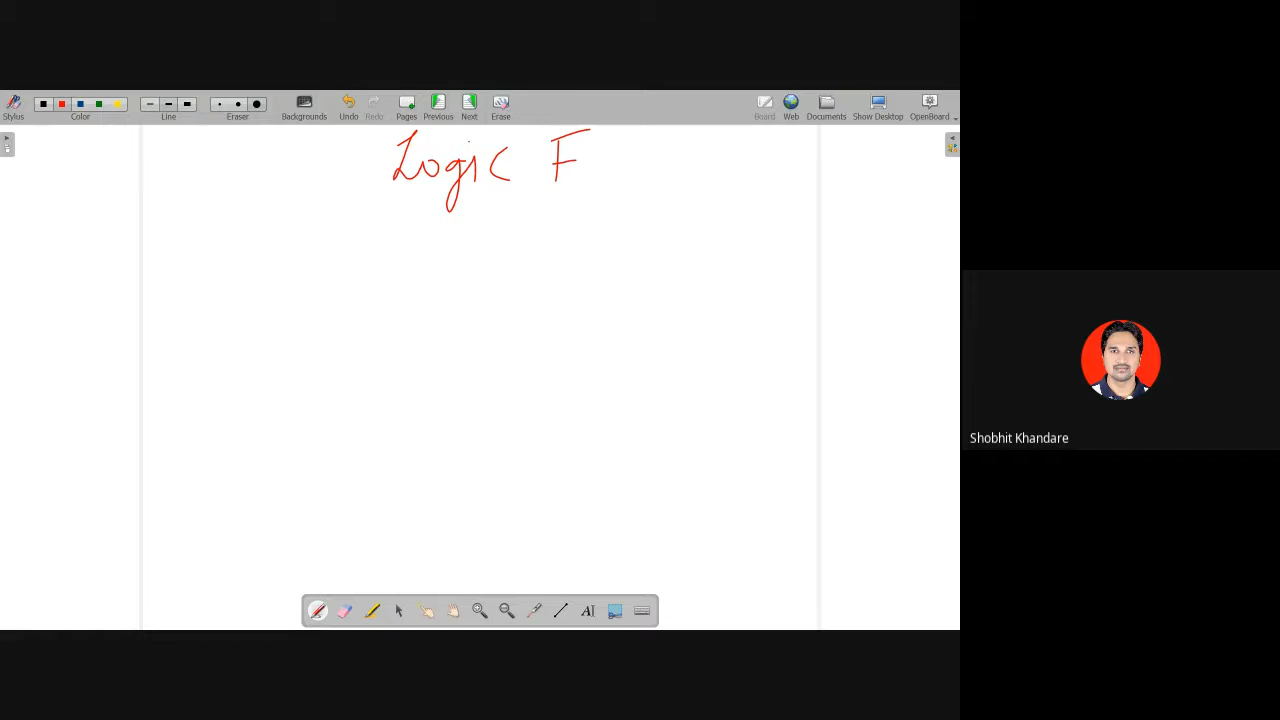 Stylus Color Line Eraser Backgrounds Undo Redo Pages Previous Next Erase Board Web Documents Show Desktop OpenBoard
Logic F
AI
Shobhit Khandare